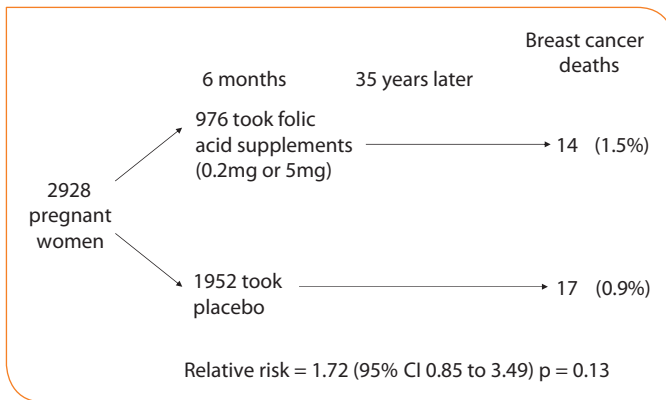 Breast cancer
deaths
6 months
35 years later
976 took folic
acid supplements
(0.2mg or 5mg)
14 (1.5%)
2928
pregnant
women
1952 took
placebo
17 (0.9%)
Relative risk = 1.72 (95% CI 0.85 to 3.49) p = 0.13